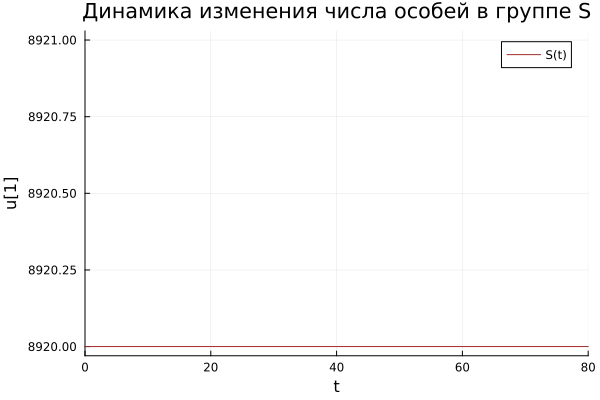 Динамика изменения числа особей в группе S
8921.00
S(t)
8920.75
u[1]
8920.50
8920.25
8920.00
0 20 40 60 80
t